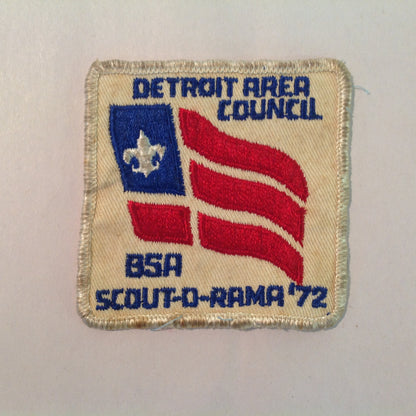 DETROIT AREA
COUNCIL
BSA
SCOUT-O-RAMA '72